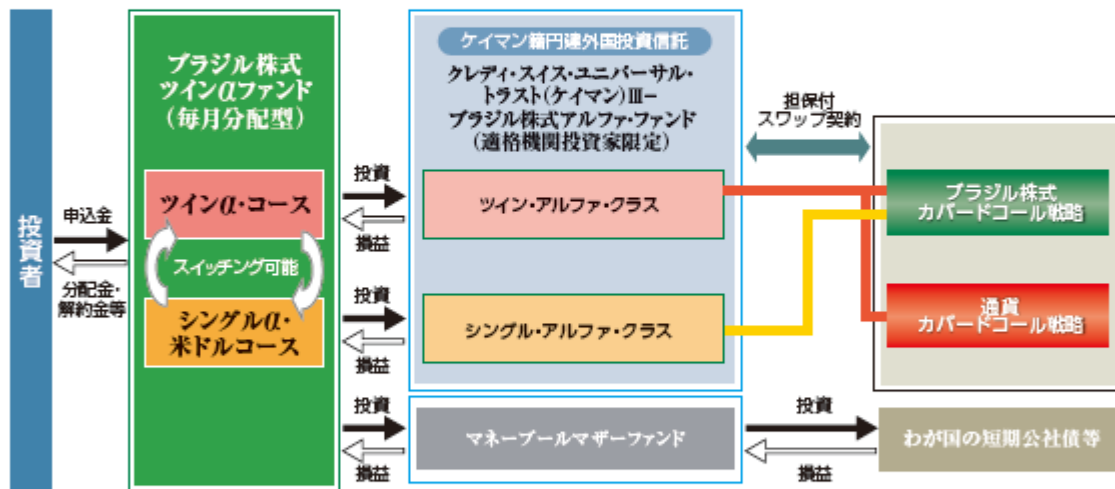 投資者
申込金
分配金・
解約金等
ブラジル株式
ツインαファンド
(毎月分配型)
ツインα・コース
スイッチング可能
シングルα・
米ドルコース
投資
損益
投資
損益
投資
損益
ケイマン籍円建外国投資信託
クレディ・スイス・ユニバーサル・
トラスト(ケイマン)Ⅲ−
ブラジル株式アルファ・ファンド
(適格機関投資家限定)
ツイン・アルファ・クラス
シングル・アルファ・クラス
マネープールマザーファンド
担保付
スワップ契約
ブラジル株式
カバードコール戦略
通貨
カバードコール戦略
投資
損益
わが国の短期公社債等